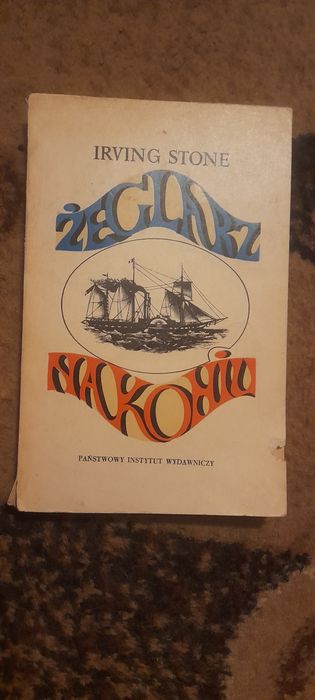 IRVING STONE
ŻEGLARZ
NA KONIU
PAŃSTWOWY INSTYTUT WYDAWNICZY